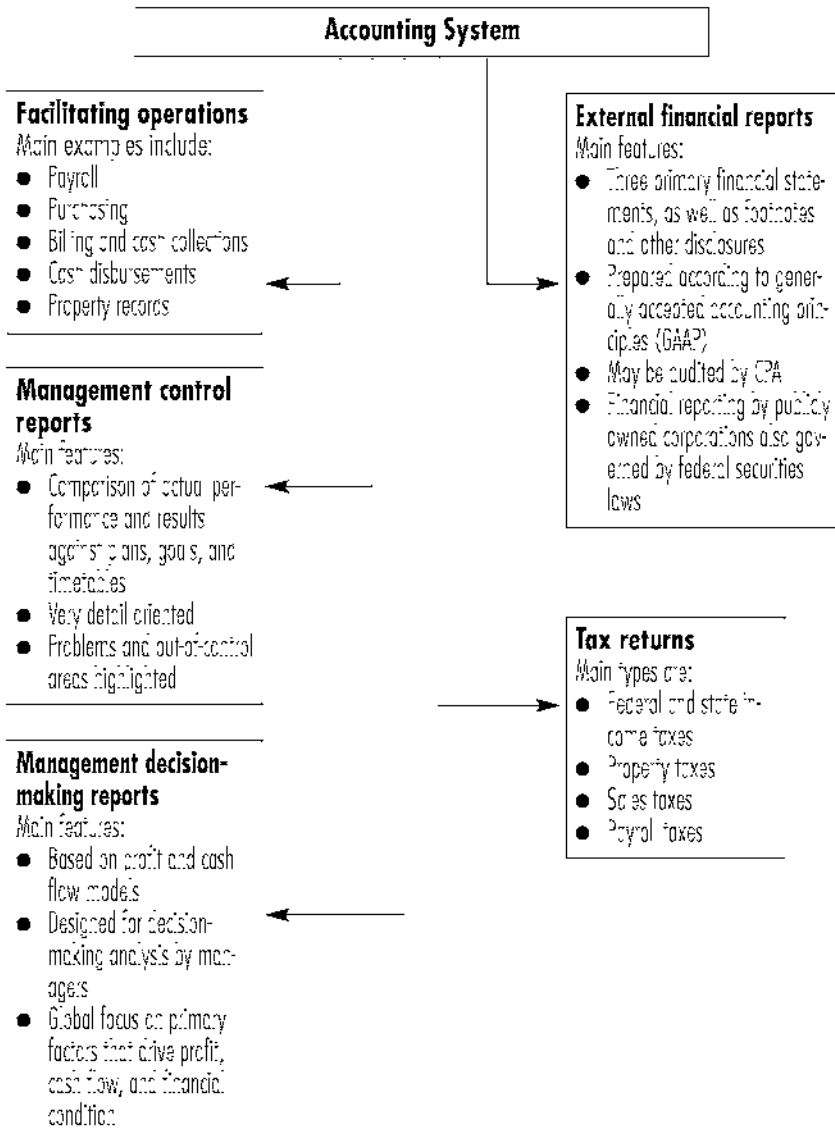 Accounting System
Facilitating operations
Main examples include:
● Payroll
● Purchasing
● Billing and cash collections
● Cash disbursements
● Property records
Management control
reports
Main features:
● Comparison of actual per-
formance and results
against plans, goals, and
timetables
● Very detail oriented
● Problems and out-of-control
areas highlighted
Management decision-
making reports
Main features:
● Based on profit and cash
flow models
● Designed for decision-
making analysis by man-
agers
● Global focus on primary
factors that drive profit,
cash flow, and financial
condition
External financial reports
Main features:
● Three primary financial state-
ments, as well as footnotes
and other disclosures
● Prepared according to gener-
ally accepted accounting prin-
ciples (GAAP)
● May be audited by CPA
● Financial reporting by publicly
owned corporations also gov-
erned by federal securities
laws
Tax returns
Main types are:
● Federal and state in-
come taxes
● Property taxes
● Sales taxes
● Payroll taxes